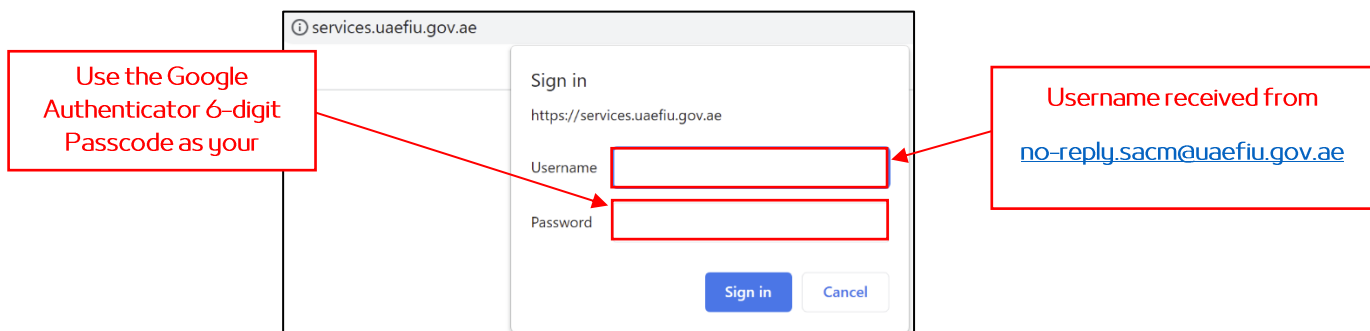 services.uaefiu.gov.ae
Use the Google
Authenticator 6-digit
Passcode as your
Sign in
https://services.uaefiu.gov.ae
Username
Password
Sign in
Cancel
Username received from
no-reply.sacm@uaefiu.gov.ae